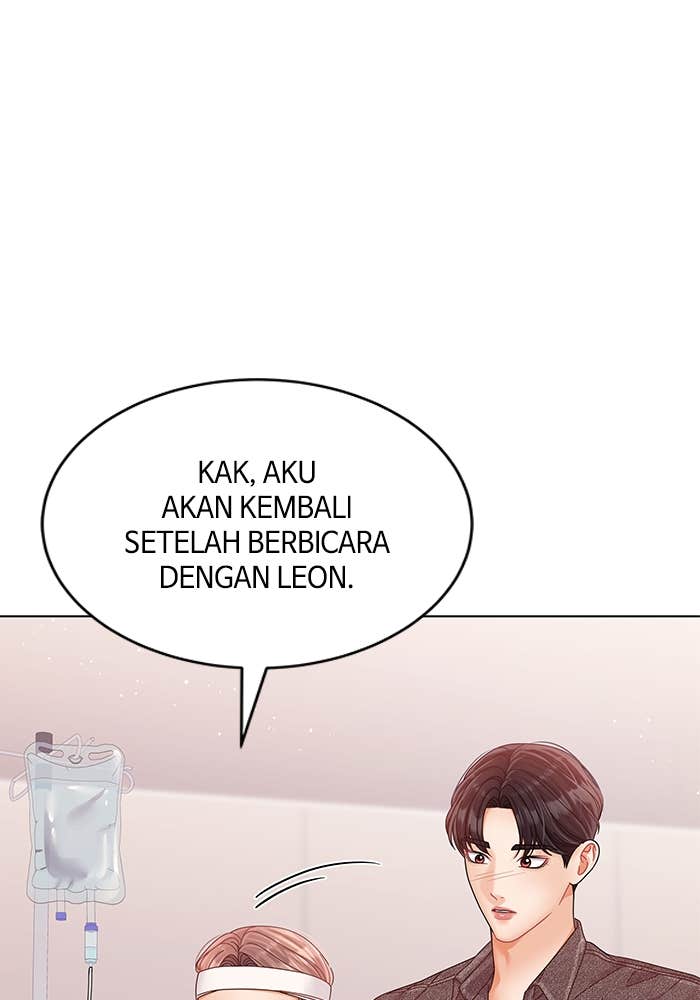 KAK, AKU
AKAN KEMBALI
SETELAH BERBICARA
DENGAN LEON.